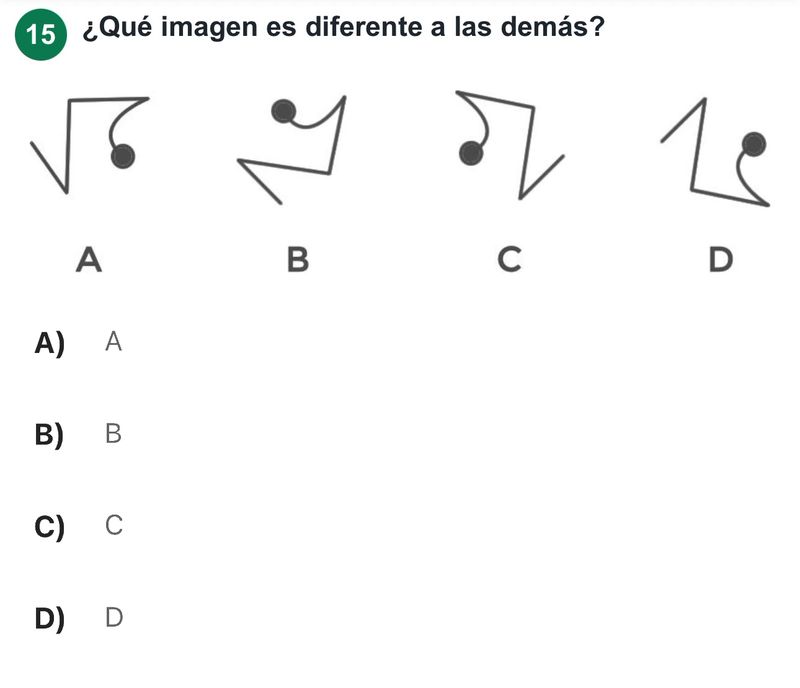 15 ¿Qué imagen es diferente a las demás?
A B C D
A) A
B) B
C) C
D) D